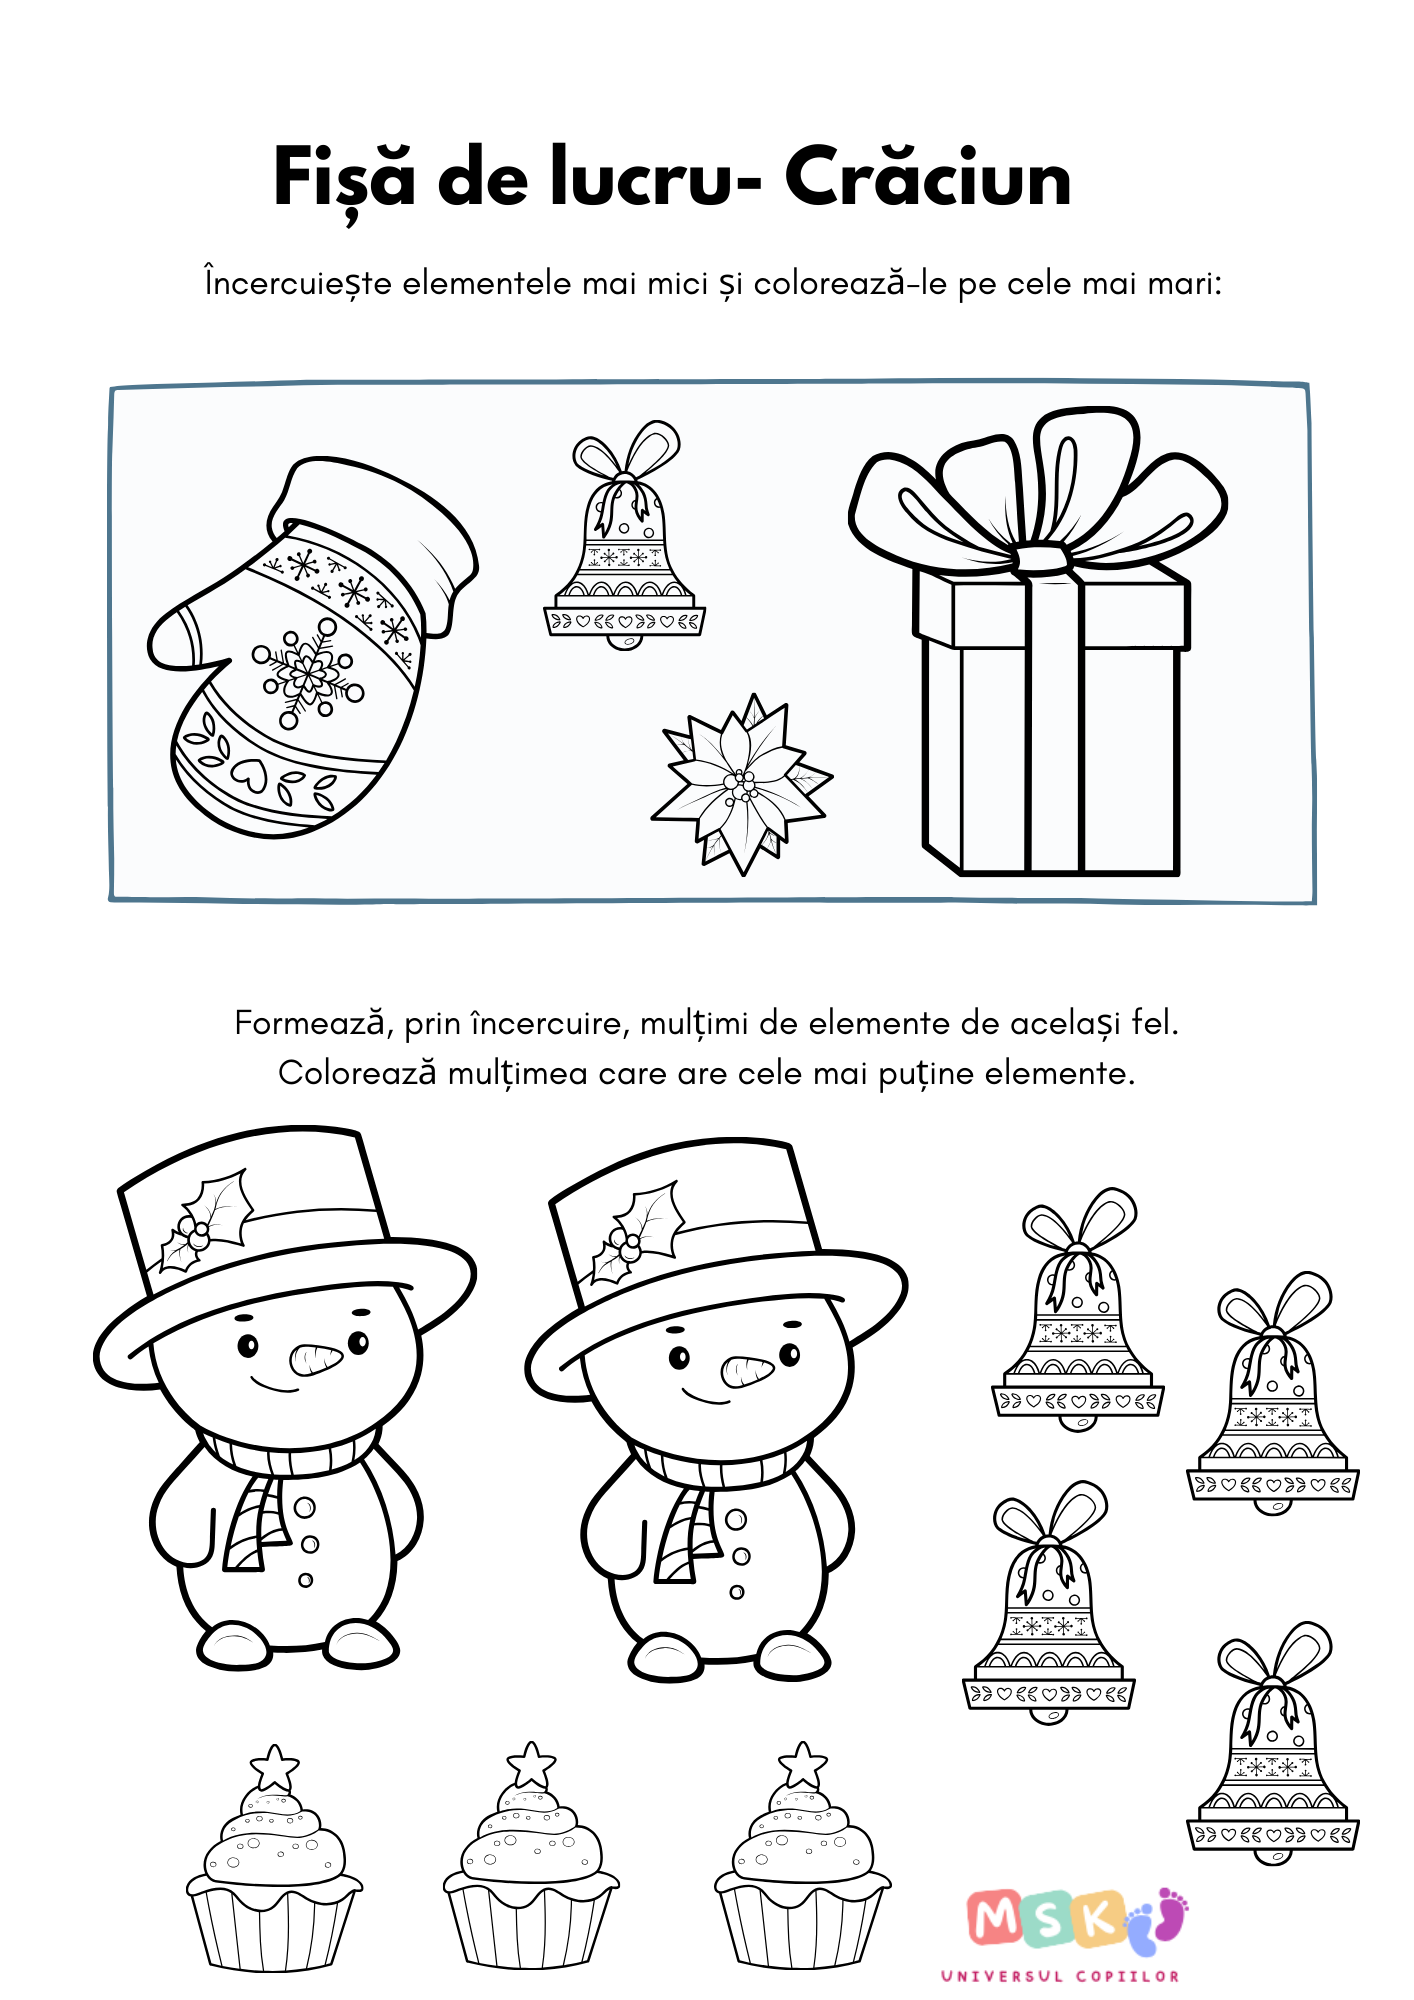 Fișă de lucru- Crăciun
Încercuiește elementele mai mici și colorează-le pe cele mai mari:
Formează, prin încercuire, mulțimi de elemente de același fel.
Colorează mulțimea care are cele mai puține elemente.
MSK
UNIVERSUL COPIILOR